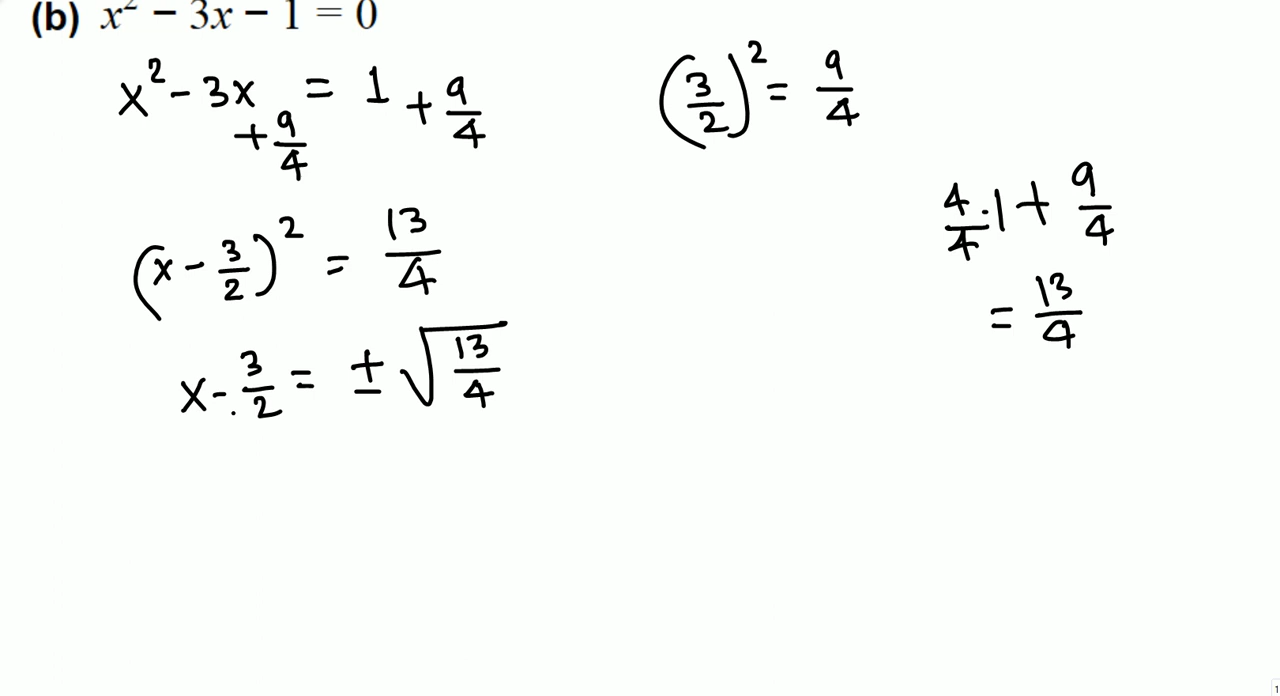 (b) x² − 3x − 1 = 0
x² − 3x + 9/4 = 1 + 9/4
(x − 3/2)² = 13/4
x − 3/2 = ± √(13/4)
(3/2)² = 9/4
4/4 · 1 + 9/4
= 13/4
1